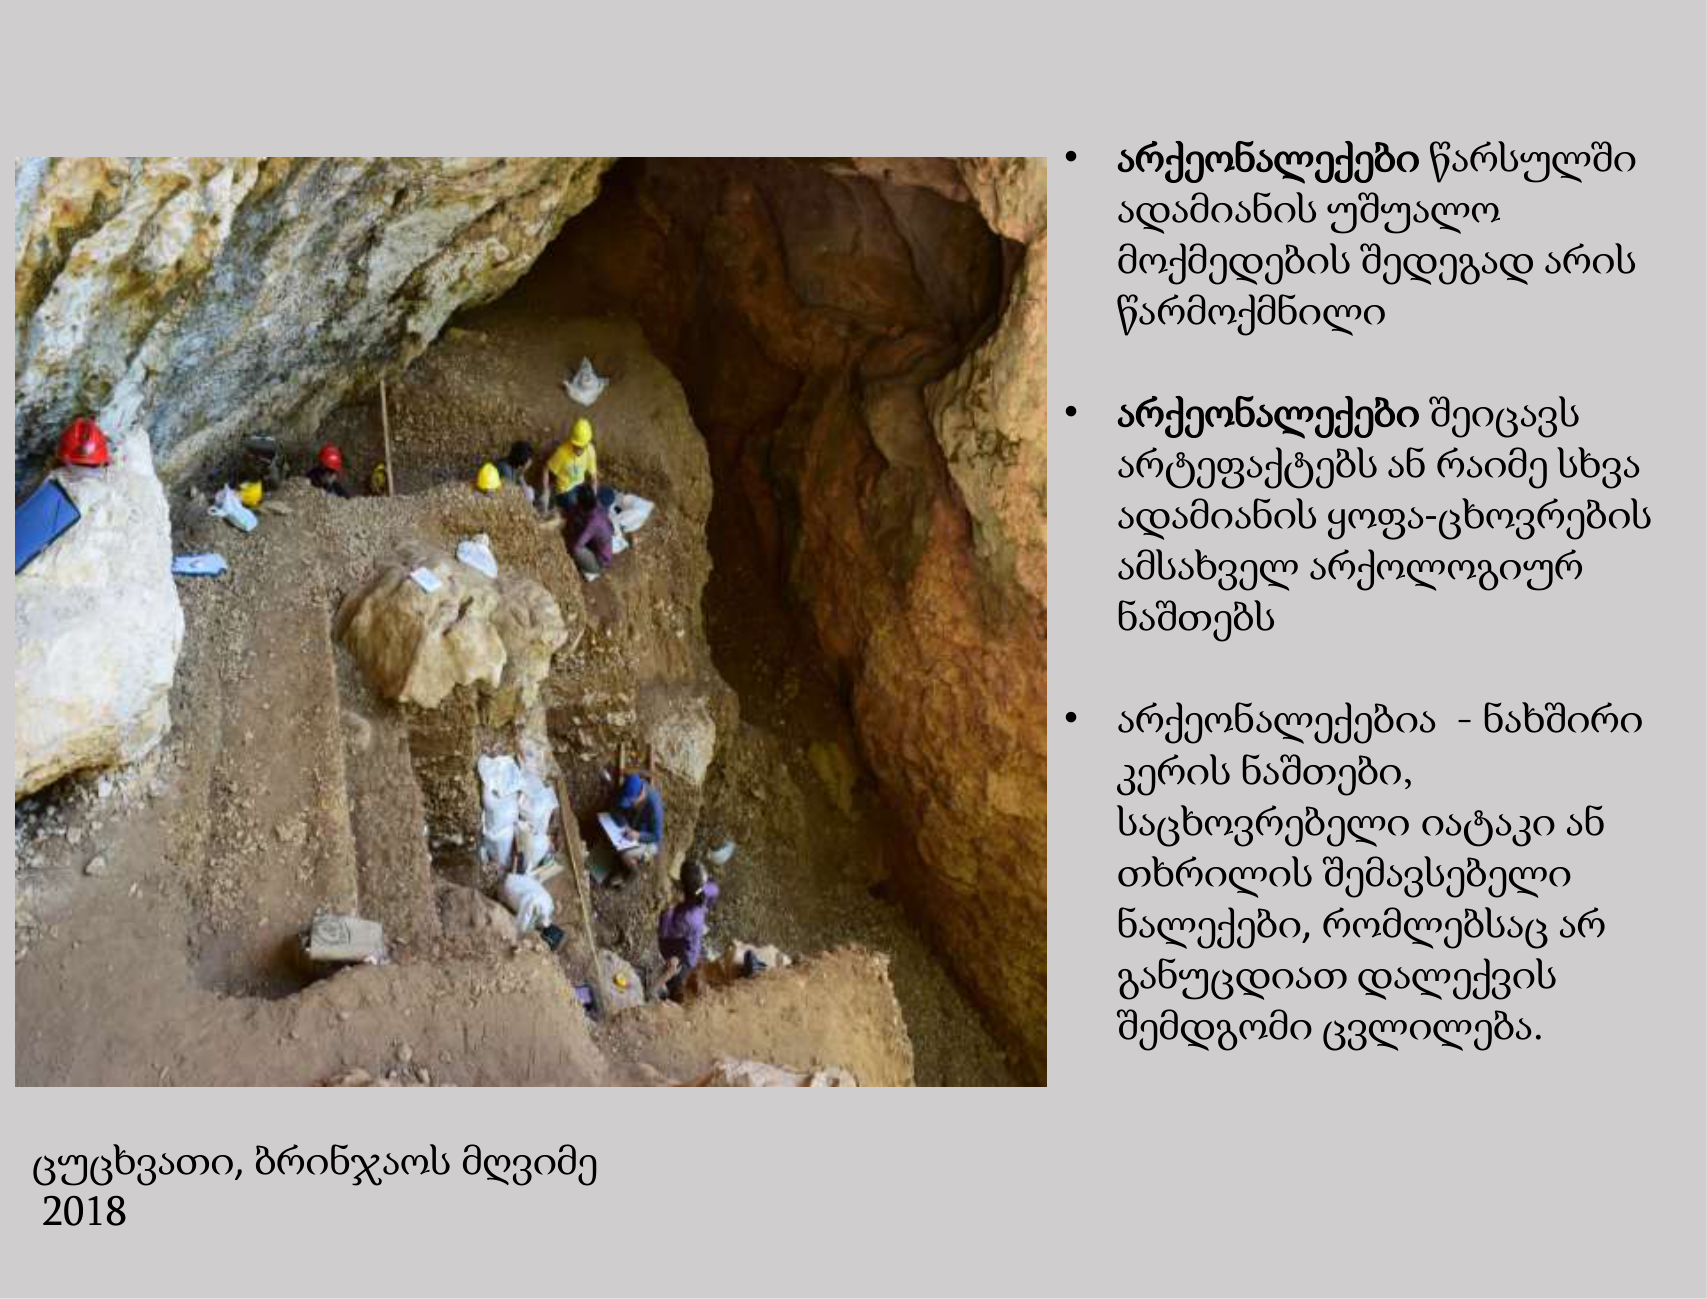 • არქეონალექები წარსულში
ადამიანის უშუალო
მოქმედების შედეგად არის
წარმოქმნილი
• არქეონალექები შეიცავს
არტეფაქტებს ან რაიმე სხვა
ადამიანის ყოფა-ცხოვრების
ამსახველ არქოლოგიურ
ნაშთებს
• არქეონალექებია - ნახშირი
კერის ნაშთები,
საცხოვრებელი იატაკი ან
თხრილის შემავსებელი
ნალექები, რომლებსაც არ
განუცდიათ დალექვის
შემდგომი ცვლილება.
ცუცხვათი, ბრინჯაოს მღვიმე
2018